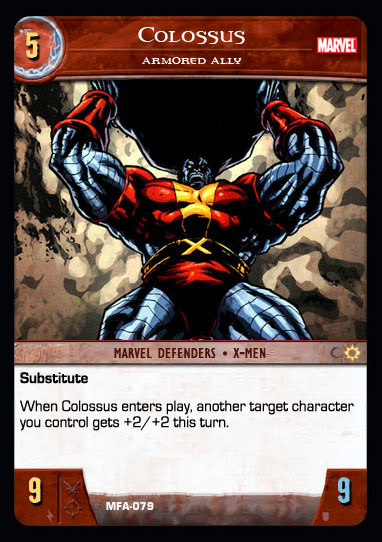 5
Colossus
MARVEL
ARMORED ALLY
MARVEL DEFENDERS • X-MEN
C
Substitute
When Colossus enters play, another target character
you control gets +2/+2 this turn.
9
9
MFA-079